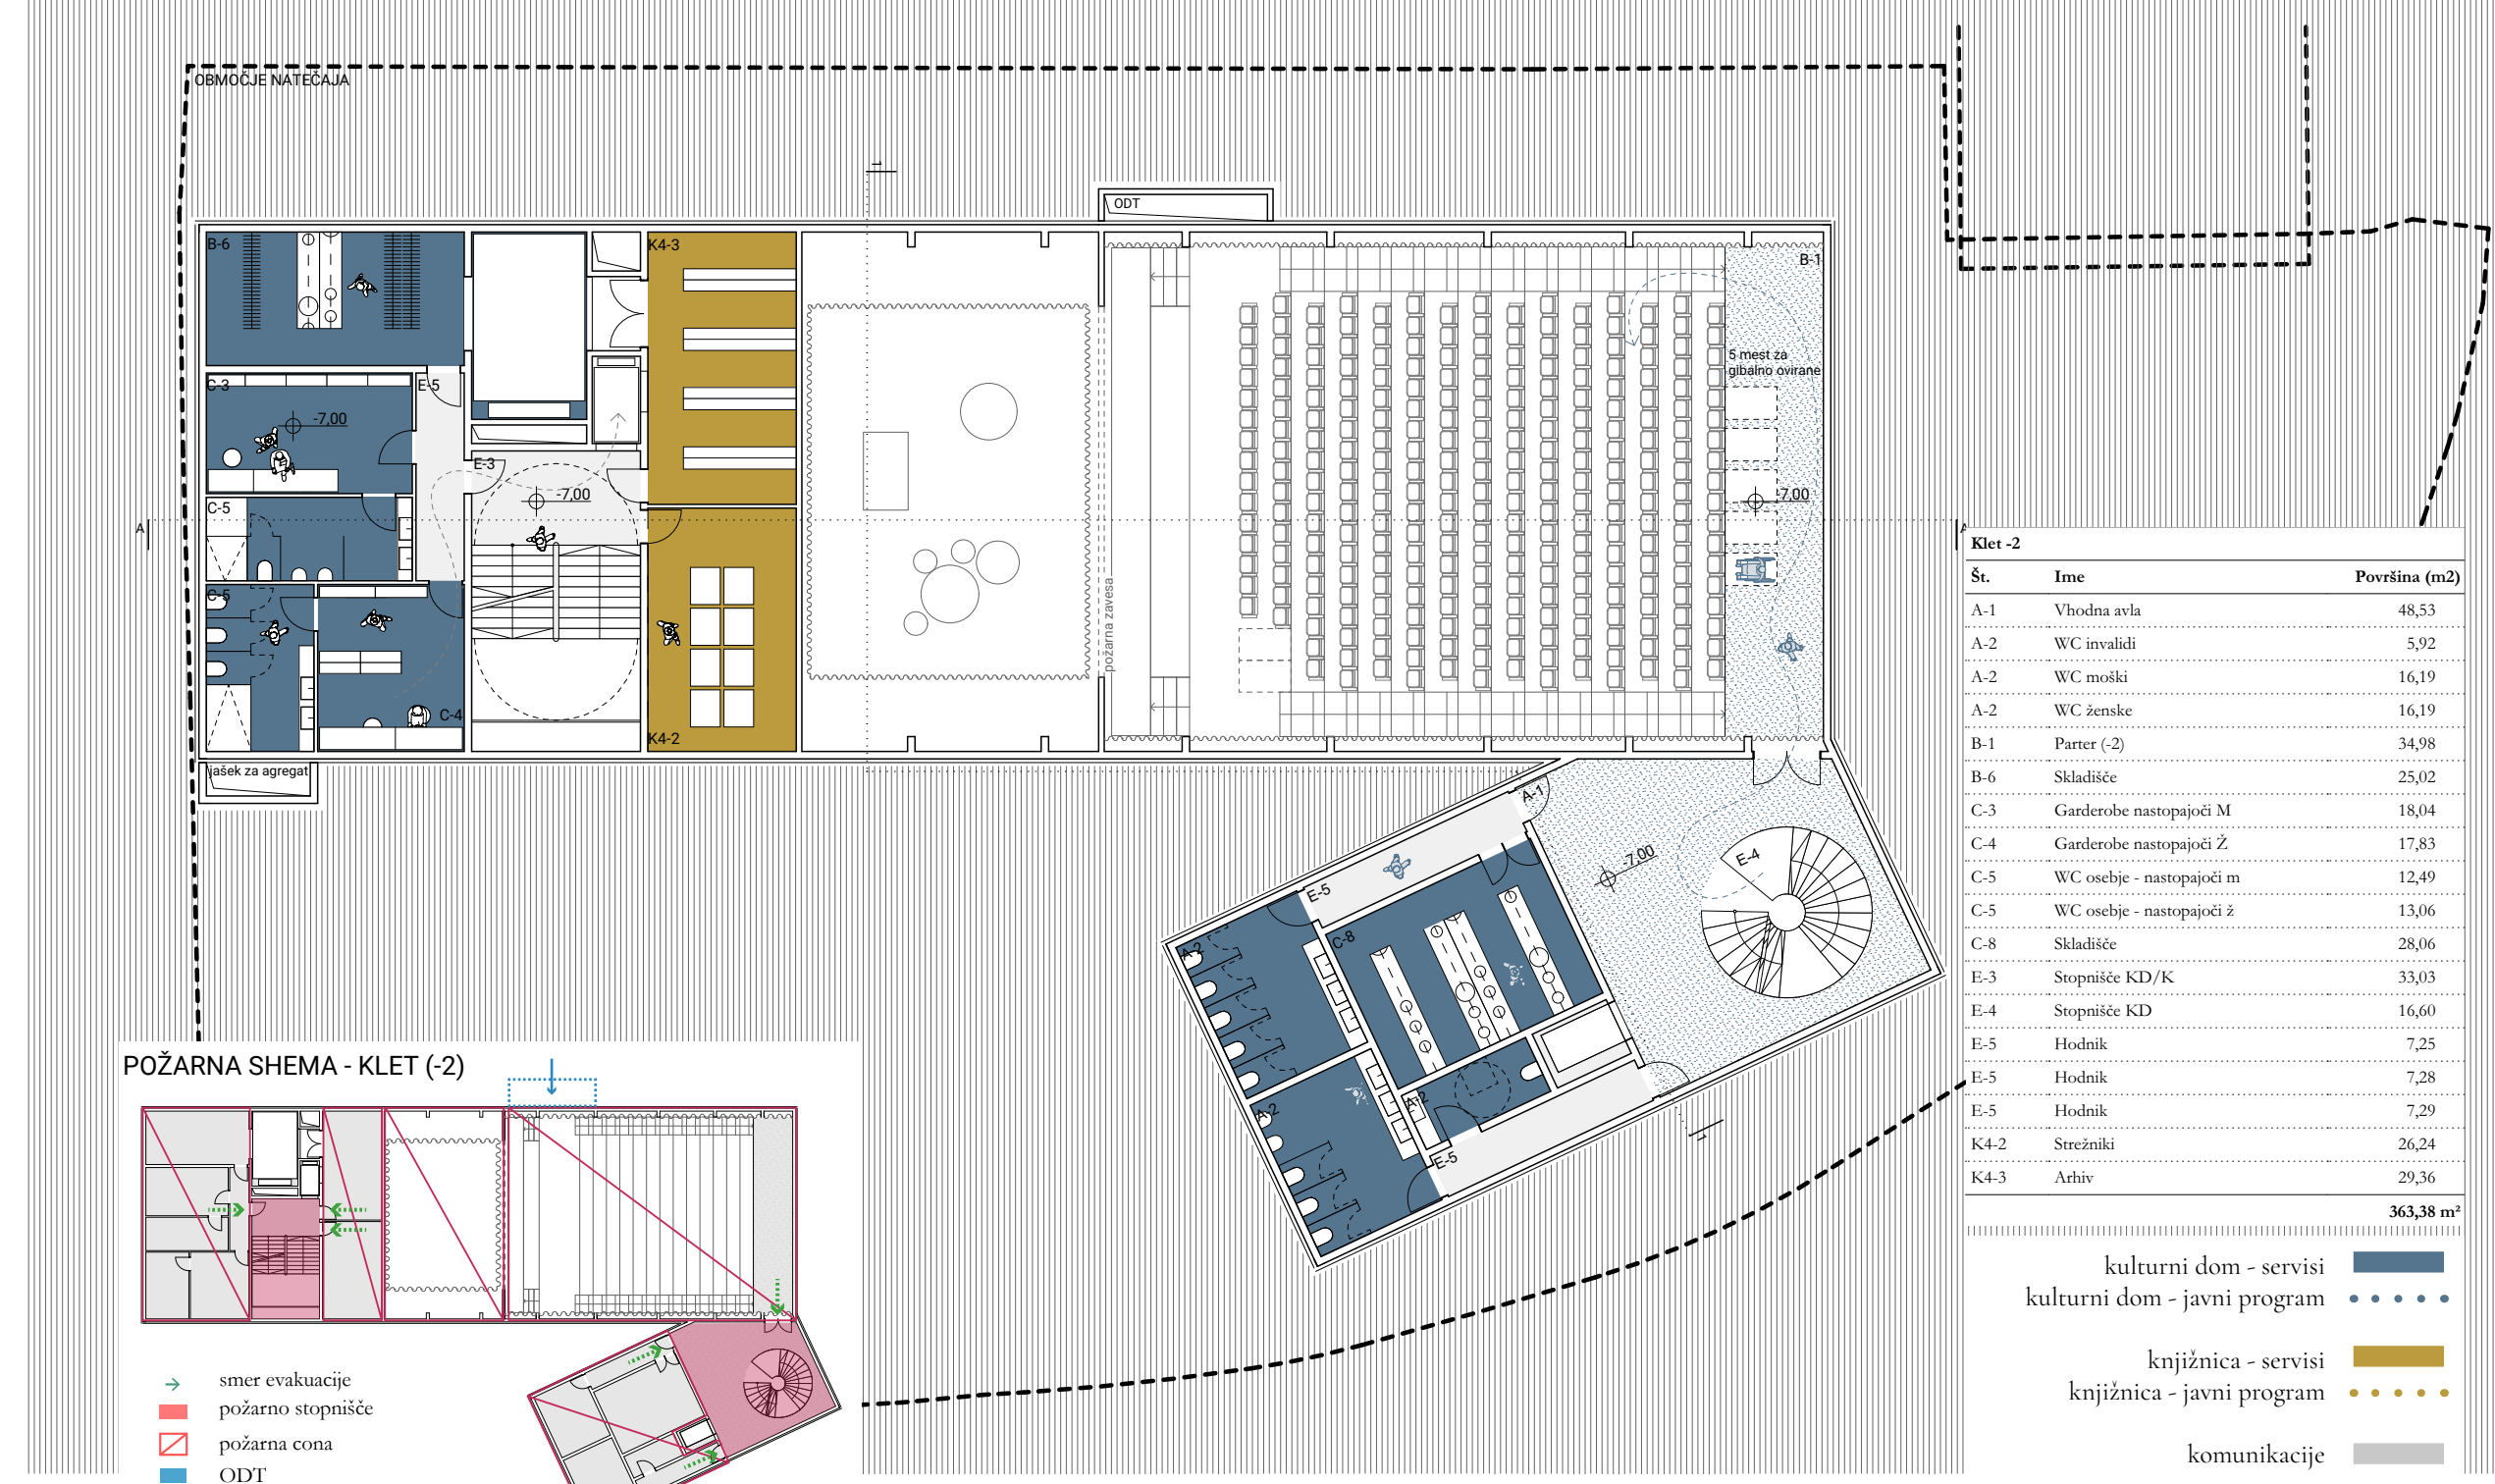 OBMOČJE NATEČAJA
1
ODT
B-6
K4-3
B-1
5 mest za
gibalno ovirane
C-3
E-5
-7,00
E-3
-7,00
-7,00
C-5
A
A
požarna zavesa
C-5
C-4
K4-2
jašek za agregat
A-1
-7,00
E-4
E-5
C-8
A-2
A-2
A-2
E-5
1
Klet -2
Št. Ime Površina (m2)
A-1 Vhodna avla 48,53
A-2 WC invalidi 5,92
A-2 WC moški 16,19
A-2 WC ženske 16,19
B-1 Parter (-2) 34,98
B-6 Skladišče 25,02
C-3 Garderobe nastopajoči M 18,04
C-4 Garderobe nastopajoči Ž 17,83
C-5 WC osebje - nastopajoči m 12,49
C-5 WC osebje - nastopajoči ž 13,06
C-8 Skladišče 28,06
E-3 Stopnišče KD/K 33,03
E-4 Stopnišče KD 16,60
E-5 Hodnik 7,25
E-5 Hodnik 7,28
E-5 Hodnik 7,29
K4-2 Strežniki 26,24
K4-3 Arhiv 29,36
363,38 m²
kulturni dom - servisi
kulturni dom - javni program
knjižnica - servisi
knjižnica - javni program
komunikacije
POŽARNA SHEMA - KLET (-2)
smer evakuacije
požarno stopnišče
požarna cona
ODT